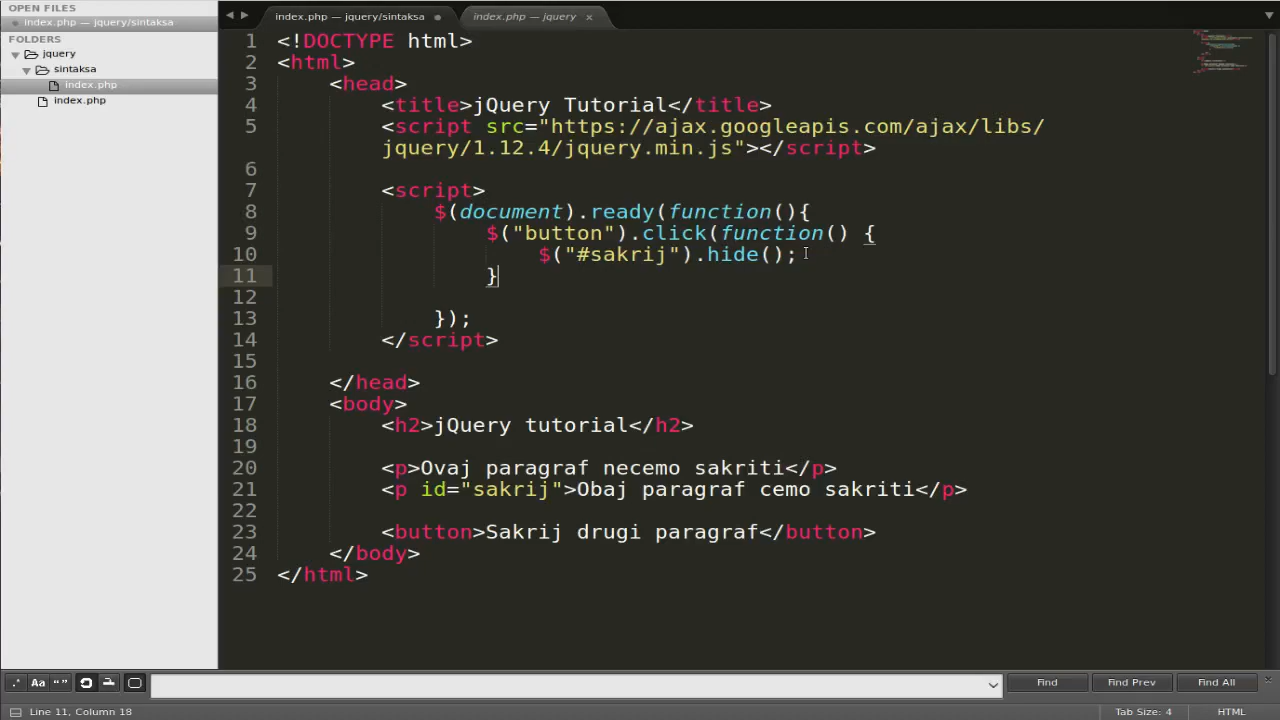 OPEN FILES
index.php — jquery/sintaksa
FOLDERS
jquery
sintaksa
index.php
index.php
index.php — jquery/sintaksa
index.php — jquery
1 <!DOCTYPE html>
2 <html>
3 <head>
4 <title>jQuery Tutorial</title>
5 <script src="https://ajax.googleapis.com/ajax/libs/
jquery/1.12.4/jquery.min.js"></script>
6
7 <script>
8 $(document).ready(function(){
9 $("button").click(function() {
10 $("#sakrij").hide();
11 }
12
13 });
14 </script>
15
16 </head>
17 <body>
18 <h2>jQuery tutorial</h2>
19
20 <p>Ovaj paragraf necemo sakriti</p>
21 <p id="sakrij">Obaj paragraf cemo sakriti</p>
22
23 <button>Sakrij drugi paragraf</button>
24 </body>
25 </html>
.* Aa “”
Find
Find Prev
Find All
Line 11, Column 18
Tab Size: 4
HTML